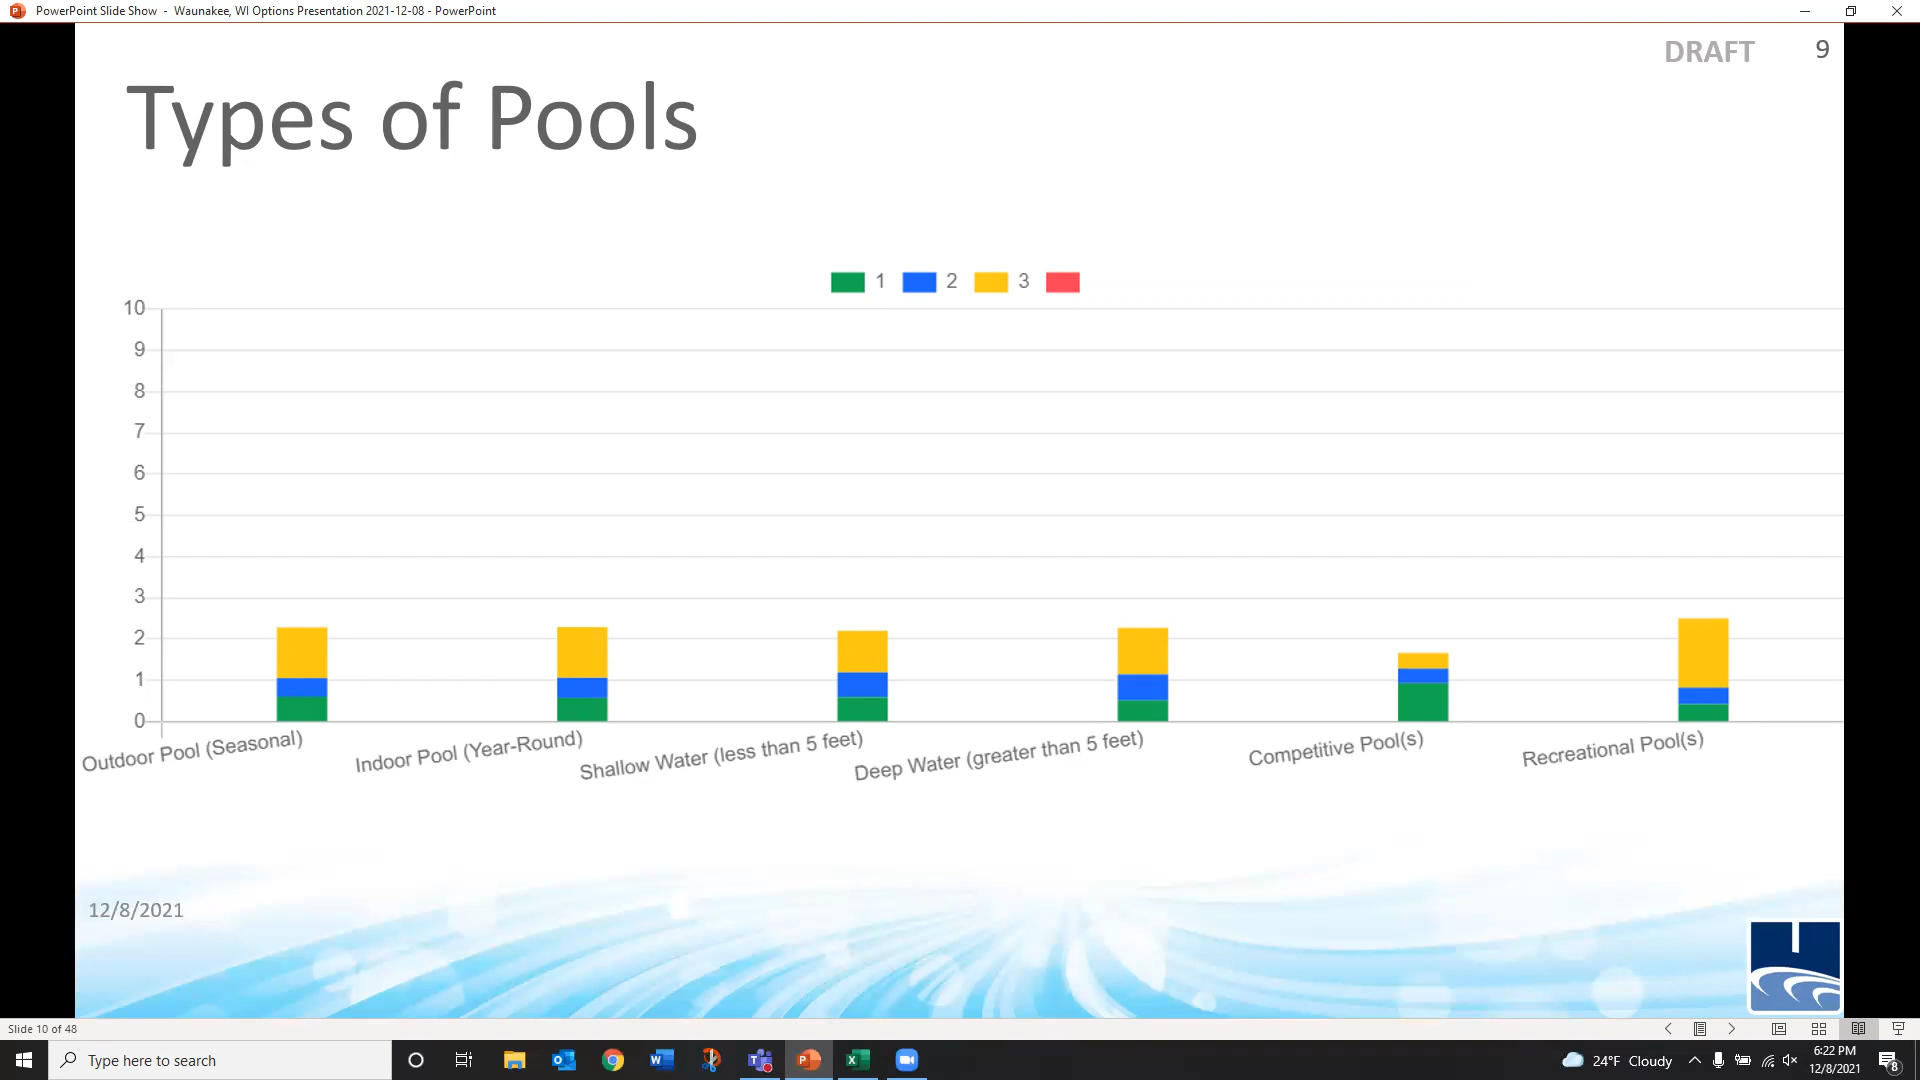 PowerPoint Slide Show - Waunakee, WI Options Presentation 2021-12-08 - PowerPoint
DRAFT 9
Types of Pools
1 2 3
10
9
8
7
6
5
4
3
2
1
0
Outdoor Pool (Seasonal)
Indoor Pool (Year-Round)
Shallow Water (less than 5 feet)
Deep Water (greater than 5 feet)
Competitive Pool(s)
Recreational Pool(s)
12/8/2021
Slide 10 of 48
Type here to search
24°F Cloudy
6:22 PM
12/8/2021
8